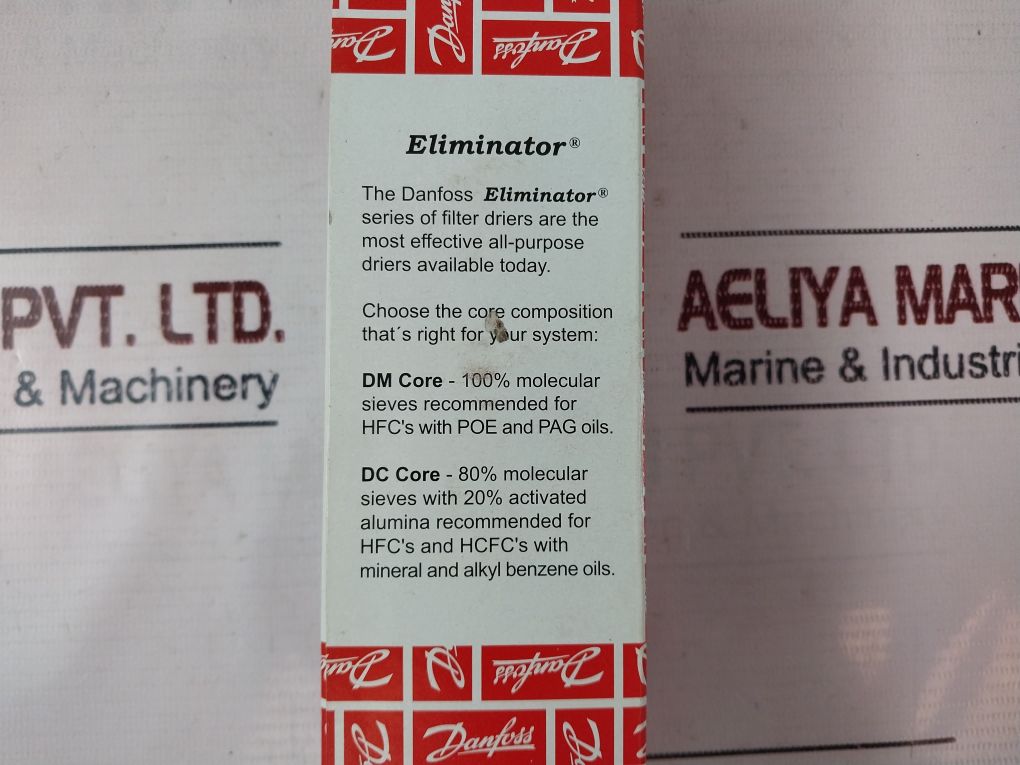 Danfoss
Danfoss
Eliminator®
The Danfoss Eliminator®
series of filter driers are the
most effective all-purpose
driers available today.
Choose the core composition
that´s right for your system:
DM Core - 100% molecular
sieves recommended for
HFC's with POE and PAG oils.
DC Core - 80% molecular
sieves with 20% activated
alumina recommended for
HFC's and HCFC's with
mineral and alkyl benzene oils.
Danfoss
Danfoss
Danfoss
PVT. LTD.
& Machinery
AELIYA MAR
Marine & Industri